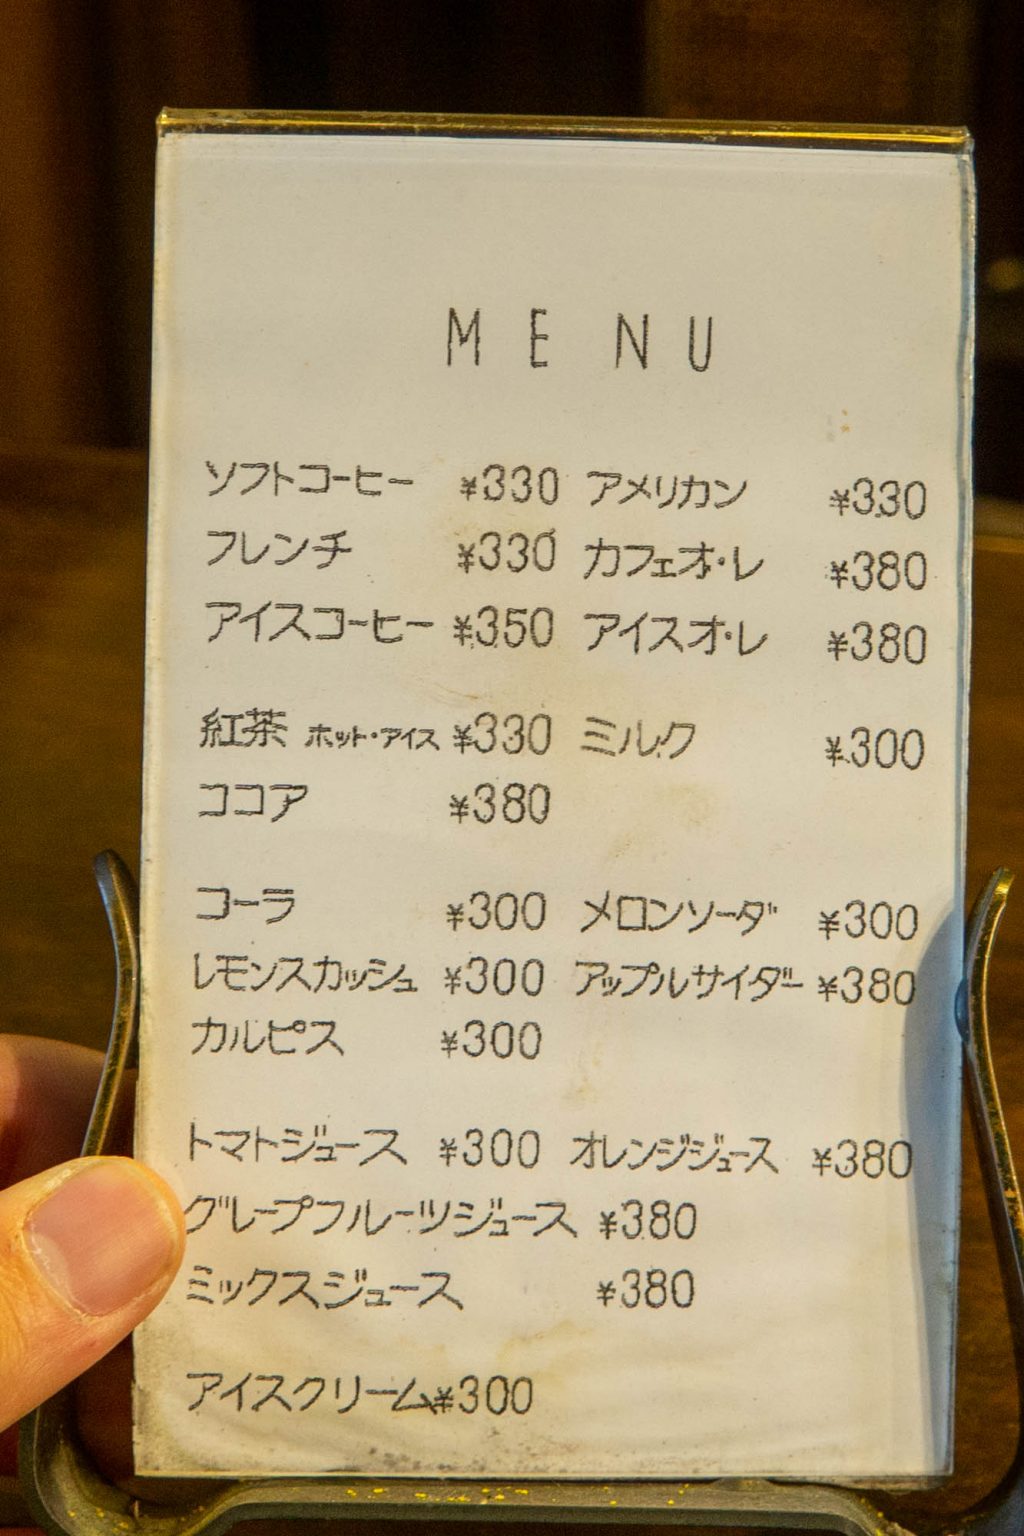 MENU
ソフトコーヒー ¥330 アメリカン ¥330
フレンチ ¥330 カフェオ・レ ¥380
アイスコーヒー ¥350 アイスオ・レ ¥380
紅茶 ホット・アイス ¥330 ミルク ¥300
ココア ¥380
コーラ ¥300 メロンソーダ ¥300
レモンスカッシュ ¥300 アップルサイダー ¥380
カルピス ¥300
トマトジュース ¥300 オレンジジュース ¥380
グレープフルーツジュース ¥380
ミックスジュース ¥380
アイスクリーム ¥300